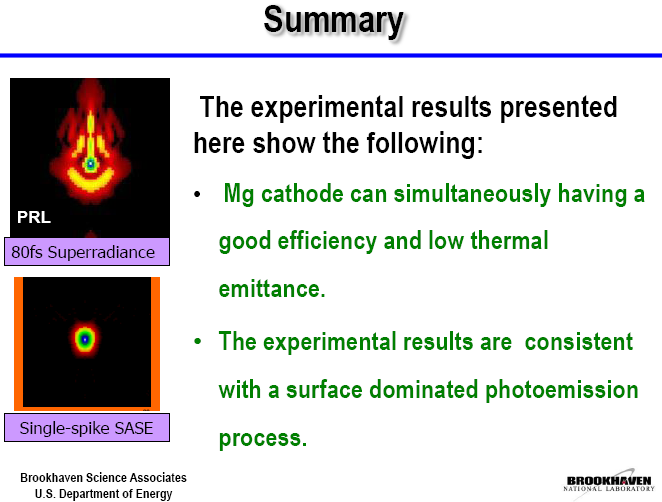 Summary
PRL
80fs Superradiance
Single-spike SASE
The experimental results presented
here show the following:
• Mg cathode can simultaneously having a
good efficiency and low thermal
emittance.
• The experimental results are consistent
with a surface dominated photoemission
process.
Brookhaven Science Associates
U.S. Department of Energy
BROOKHAVEN
NATIONAL LABORATORY